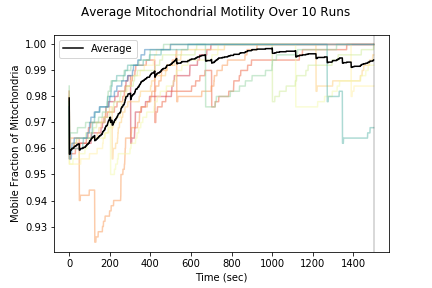 Average Mitochondrial Motility Over 10 Runs
Average
Mobile Fraction of Mitochondria
1.00
0.99
0.98
0.97
0.96
0.95
0.94
0.93
0 200 400 600 800 1000 1200 1400
Time (sec)